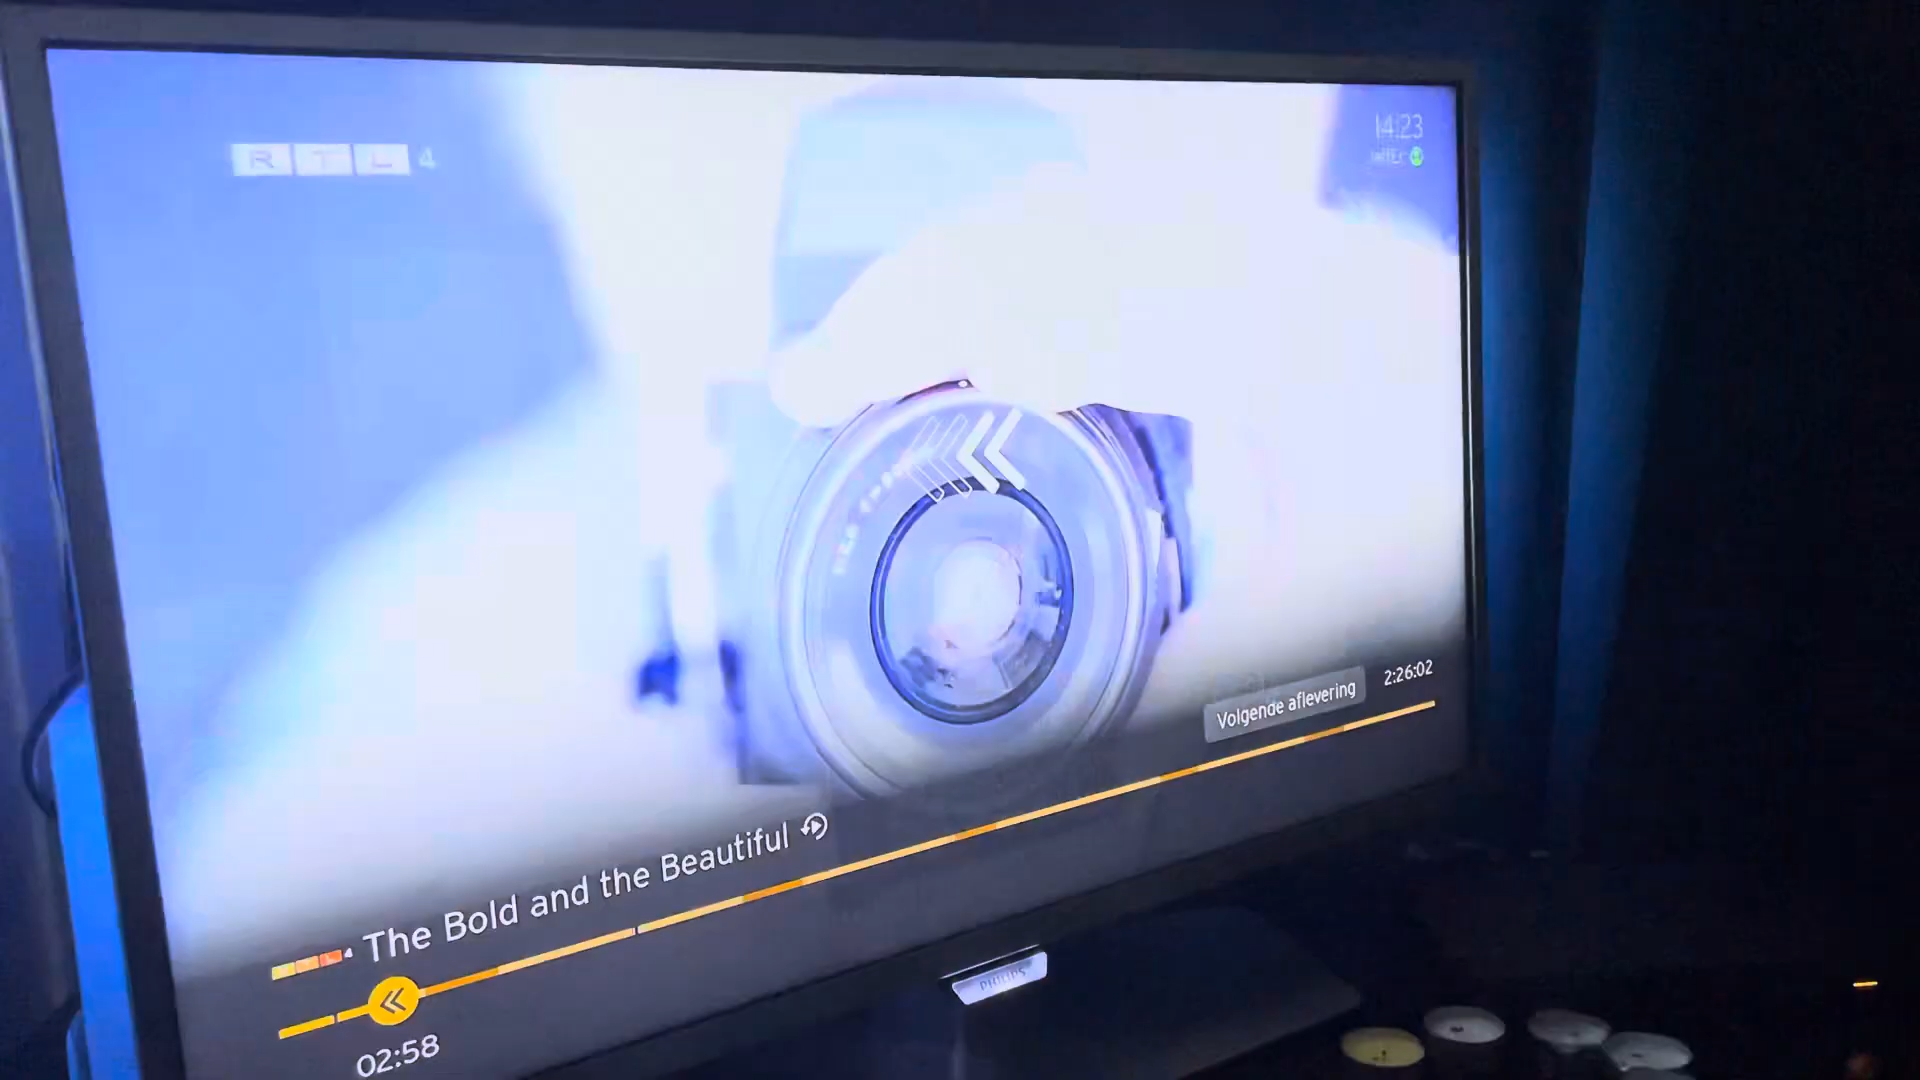 RTL 4
14:23
Volgende aflevering
2:26:02
The Bold and the Beautiful
02:58
PHILIPS